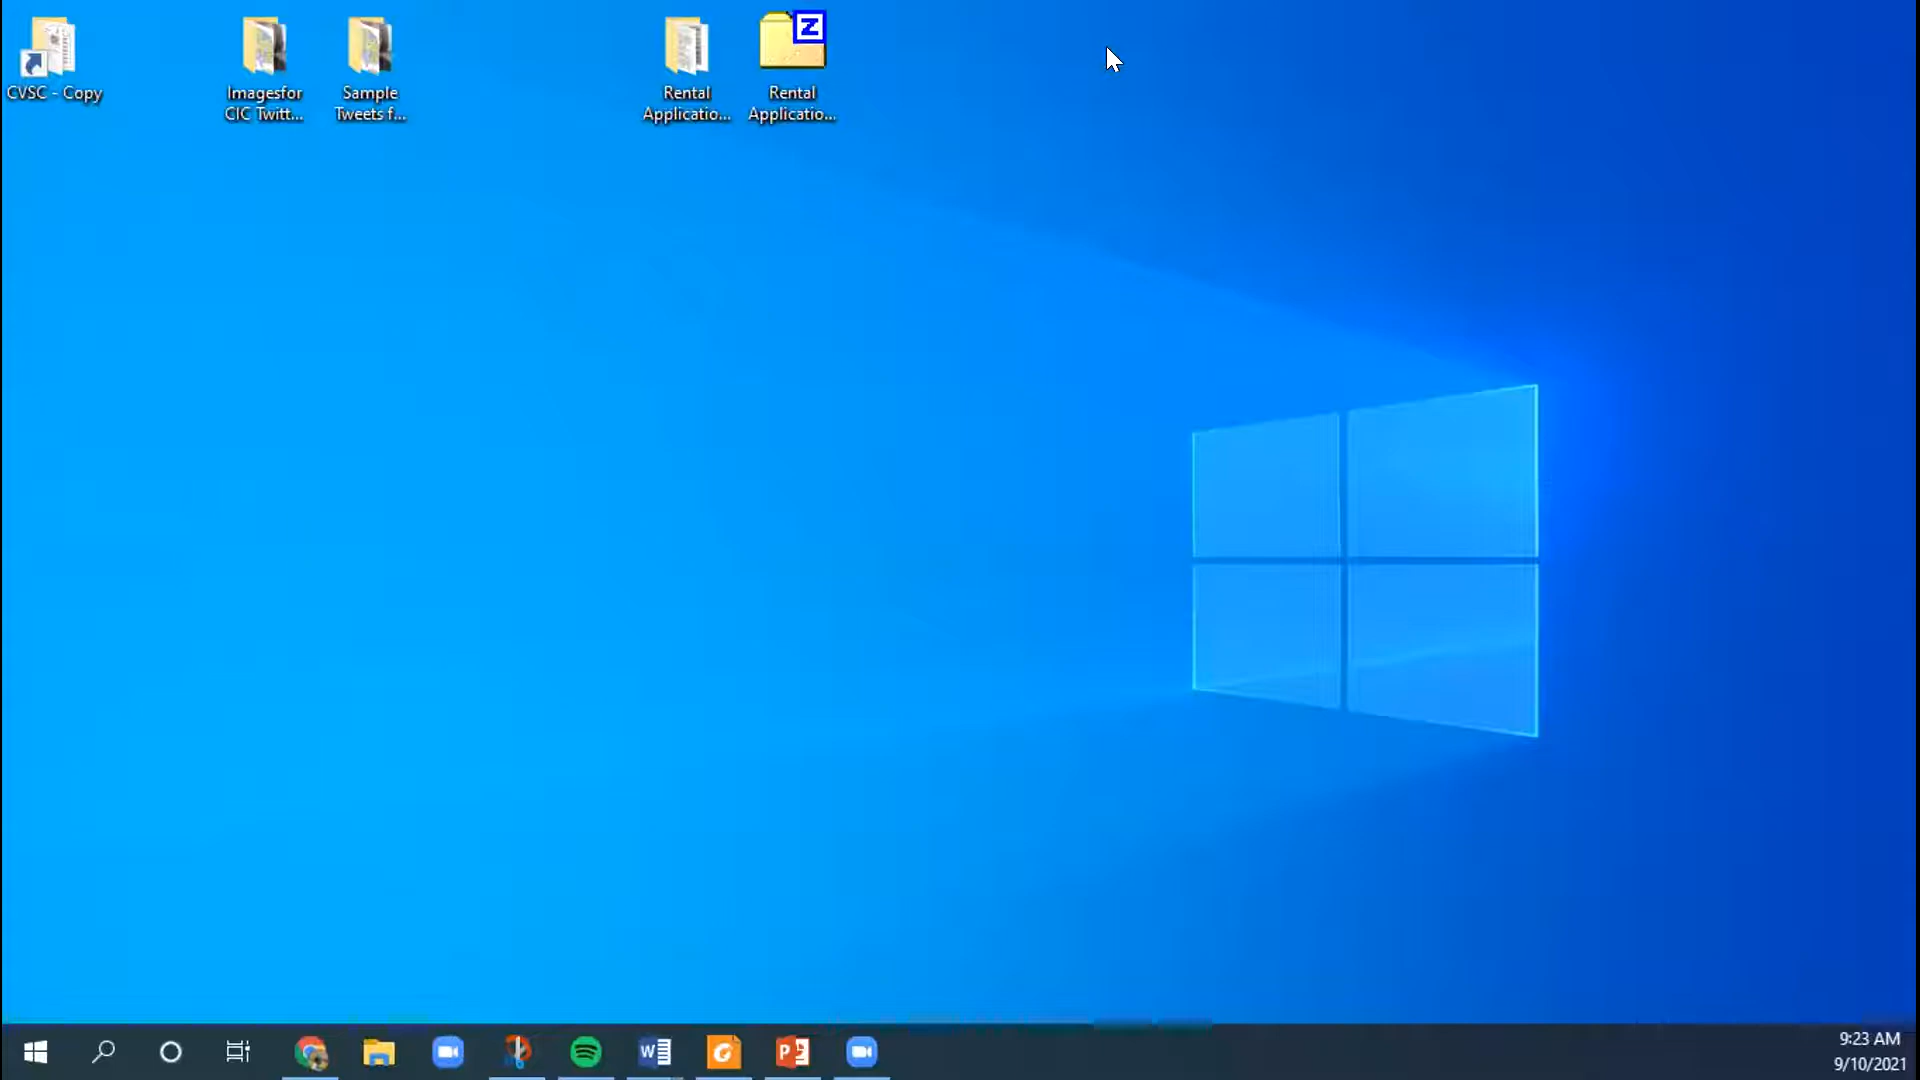 CVSC - Copy
Imagesfor
CIC Twitt...
Sample
Tweets f...
Rental
Applicatio...
Z
Rental
Applicatio...
W
G
P
9:23 AM
9/10/2021